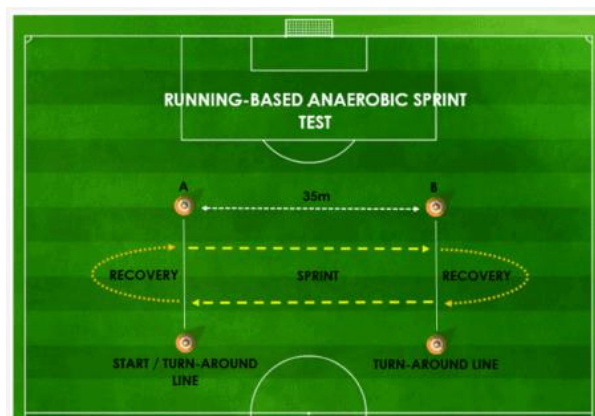 RUNNING-BASED ANAEROBIC SPRINT
TEST
A
B
35m
RECOVERY
SPRINT
RECOVERY
START / TURN-AROUND
LINE
TURN-AROUND LINE